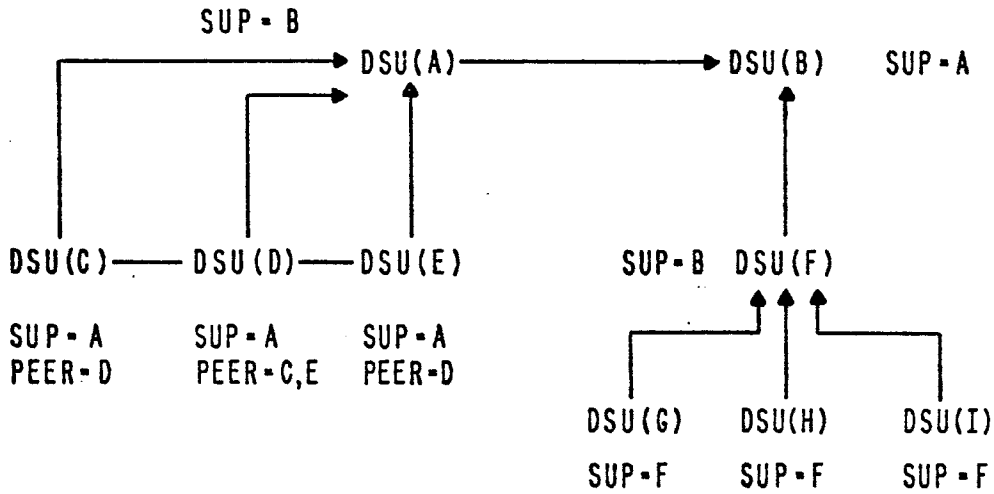 SUP = B
DSU(A) DSU(B) SUP = A
DSU(C) DSU(D) DSU(E) SUP=B DSU(F)
SUP = A SUP = A SUP = A
PEER=D PEER=C,E PEER=D
DSU(G) DSU(H) DSU(I)
SUP=F SUP=F SUP=F